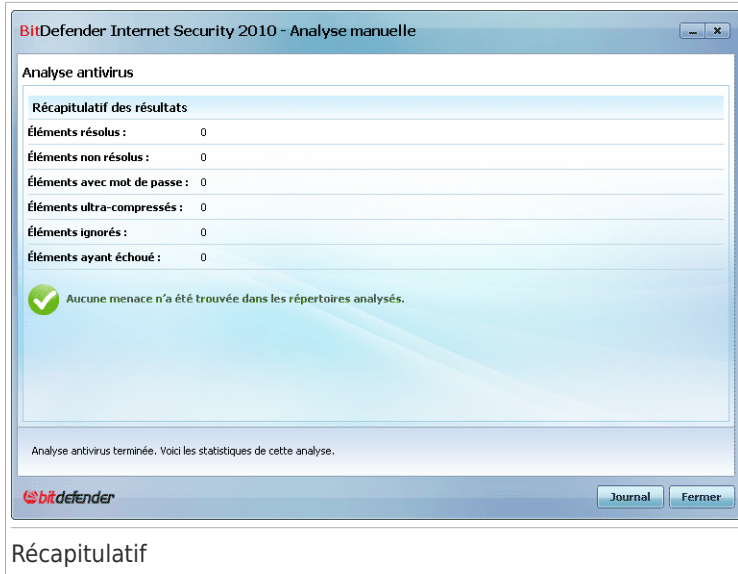 BitDefender Internet Security 2010 - Analyse manuelle
Analyse antivirus
Récapitulatif des résultats
Éléments résolus : 0
Éléments non résolus : 0
Éléments avec mot de passe : 0
Éléments ultra-compressés : 0
Éléments ignorés : 0
Éléments ayant échoué : 0
Aucune menace n'a été trouvée dans les répertoires analysés.
Analyse antivirus terminée. Voici les statistiques de cette analyse.
bitdefender
Journal Fermer
Récapitulatif